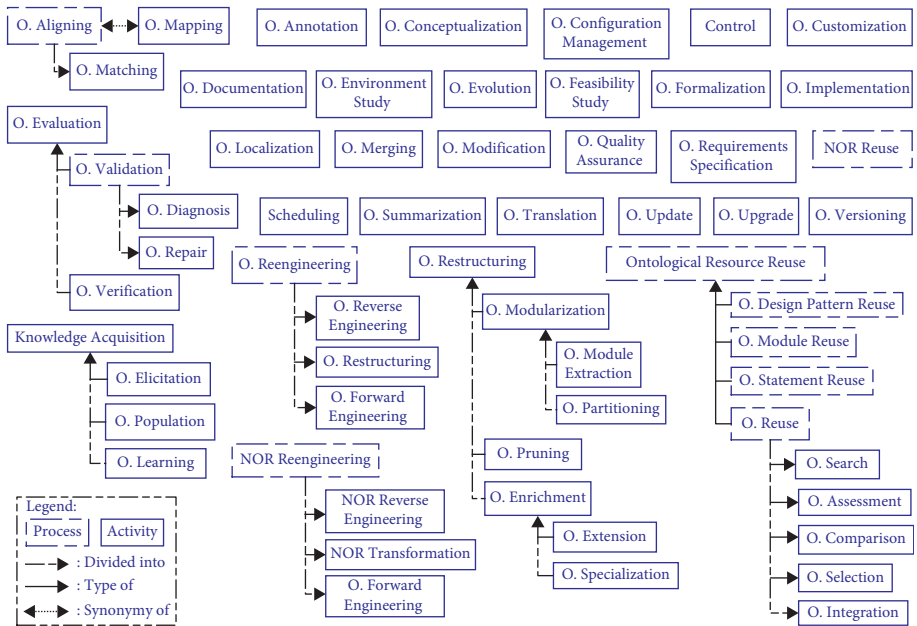 O. Aligning
O. Mapping
O. Matching
O. Annotation
O. Conceptualization
O. Configuration
Management
Control
O. Customization
O. Documentation
O. Environment
Study
O. Evolution
O. Feasibility
Study
O. Formalization
O. Implementation
O. Localization
O. Merging
O. Modification
O. Quality
Assurance
O. Requirements
Specification
NOR Reuse
Scheduling
O. Summarization
O. Translation
O. Update
O. Upgrade
O. Versioning
O. Evaluation
O. Validation
O. Diagnosis
O. Repair
O. Verification
Knowledge Acquisition
O. Elicitation
O. Population
O. Learning
O. Reengineering
O. Reverse
Engineering
O. Restructuring
O. Forward
Engineering
NOR Reengineering
NOR Reverse
Engineering
NOR Transformation
O. Forward
Engineering
O. Restructuring
O. Modularization
O. Module
Extraction
O. Partitioning
O. Pruning
O. Enrichment
O. Extension
O. Specialization
Ontological Resource Reuse
O. Design Pattern Reuse
O. Module Reuse
O. Statement Reuse
O. Reuse
O. Search
O. Assessment
O. Comparison
O. Selection
O. Integration
Legend:
Process
Activity
: Divided into
: Type of
: Synonymy of